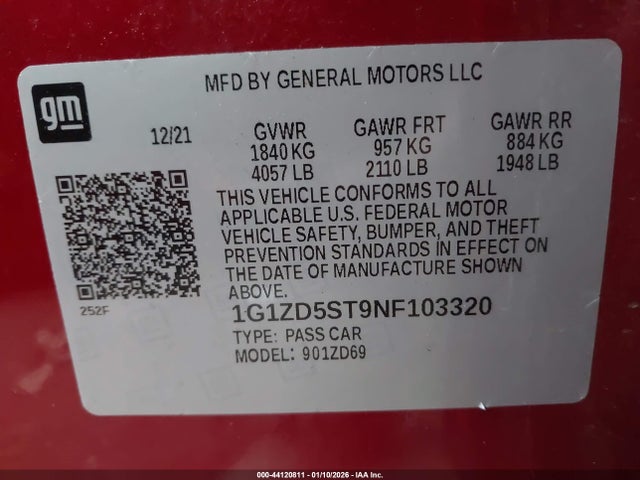 gm
MFD BY GENERAL MOTORS LLC
12/21
GVWR
1840 KG
4057 LB
GAWR FRT
957 KG
2110 LB
GAWR RR
884 KG
1948 LB
THIS VEHICLE CONFORMS TO ALL
APPLICABLE U.S. FEDERAL MOTOR
VEHICLE SAFETY, BUMPER, AND THEFT
PREVENTION STANDARDS IN EFFECT ON
THE DATE OF MANUFACTURE SHOWN
ABOVE.
252F
1G1ZD5ST9NF103320
TYPE: PASS CAR
MODEL: 901ZD69
000-44120811 - 01/10/2026 - IAA Inc.